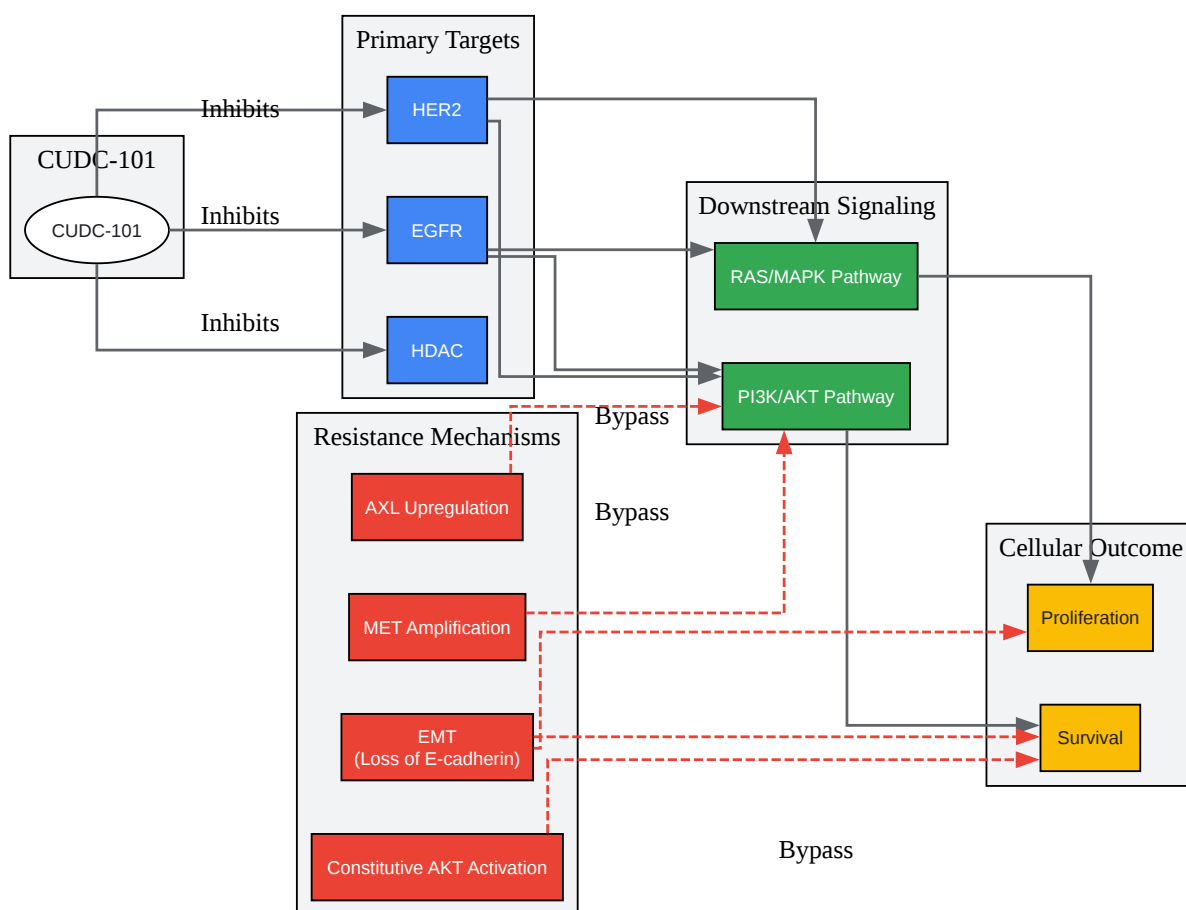 Primary Targets
HER2
Inhibits
CUDC-101
CUDC-101
Inhibits
EGFR
Inhibits
HDAC
Downstream Signaling
RAS/MAPK Pathway
PI3K/AKT Pathway
Bypass
Resistance Mechanisms
AXL Upregulation
Bypass
MET Amplification
EMT
(Loss of E-cadherin)
Constitutive AKT Activation
Bypass
Cellular Outcome
Proliferation
Survival